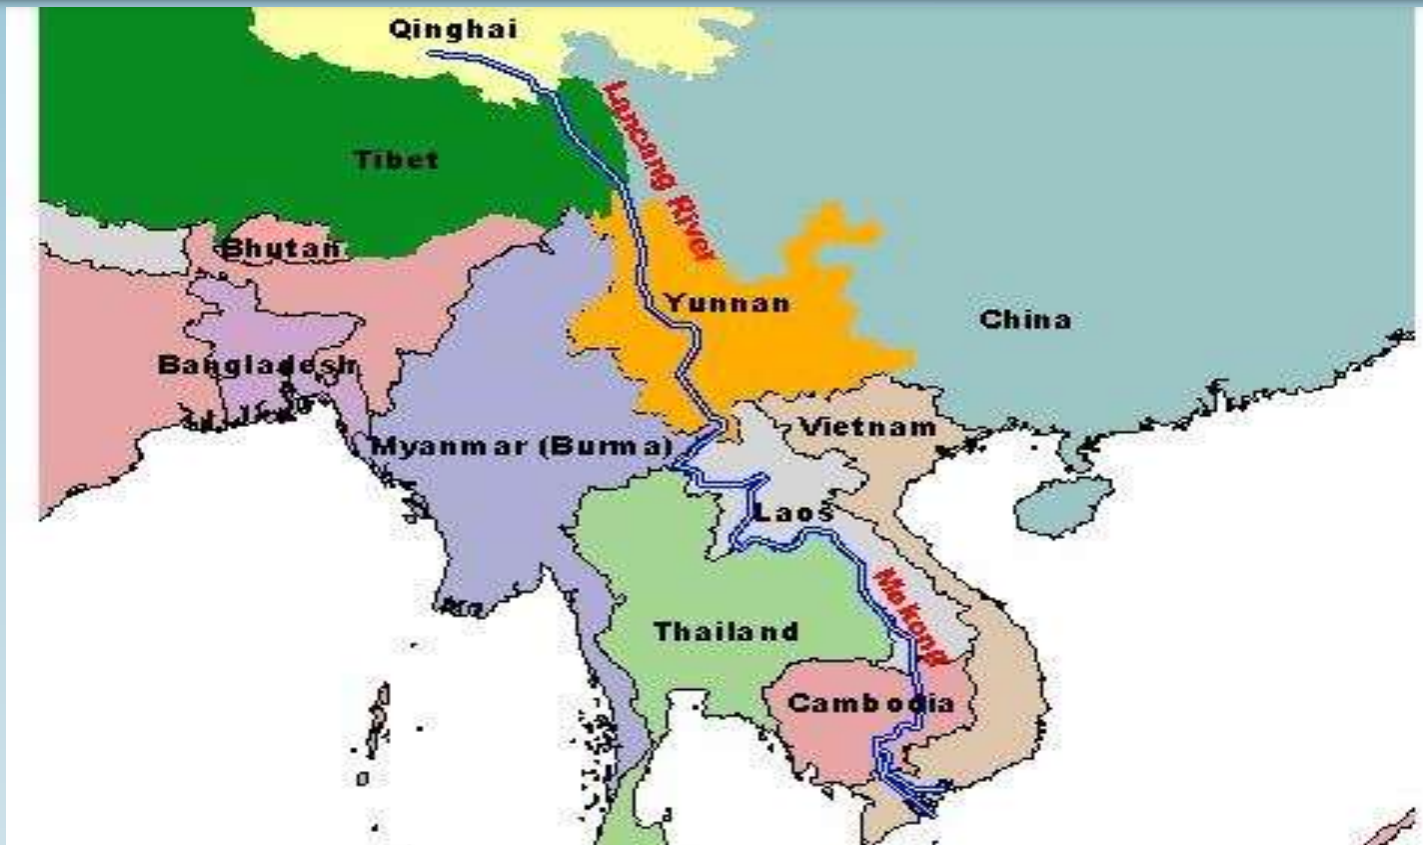 Qinghai
Lancang River
Tibet
Bhutan
Yunnan
China
Bangladesh
Vietnam
Myanmar (Burma)
Laos
Mekong
Thailand
Cambodia